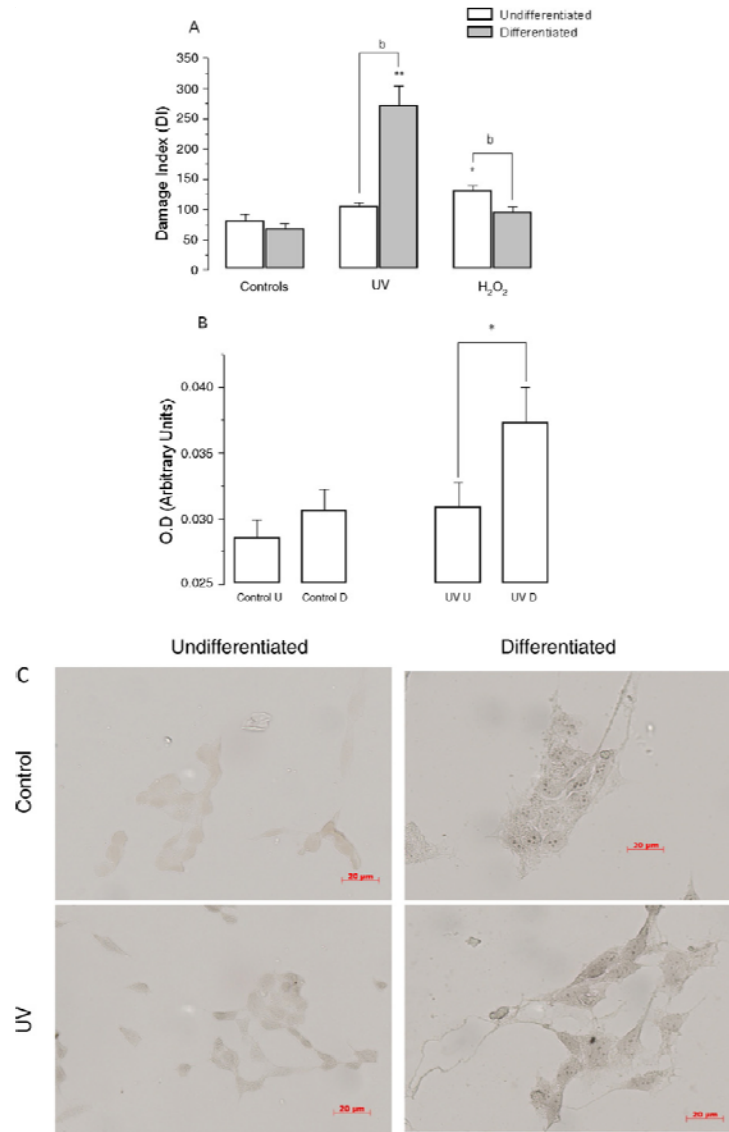 A
Undifferentiated
Differentiated
350
300
250
200
150
100
50
0
Damage Index (DI)
b
**
*
b
Controls
UV
H₂O₂
B
0.040
0.035
0.030
0.025
O.D (Arbitrary Units)
*
Control U
Control D
UV U
UV D
Undifferentiated
Differentiated
C
Control
20 µm
20 µm
UV
20 µm
20 µm